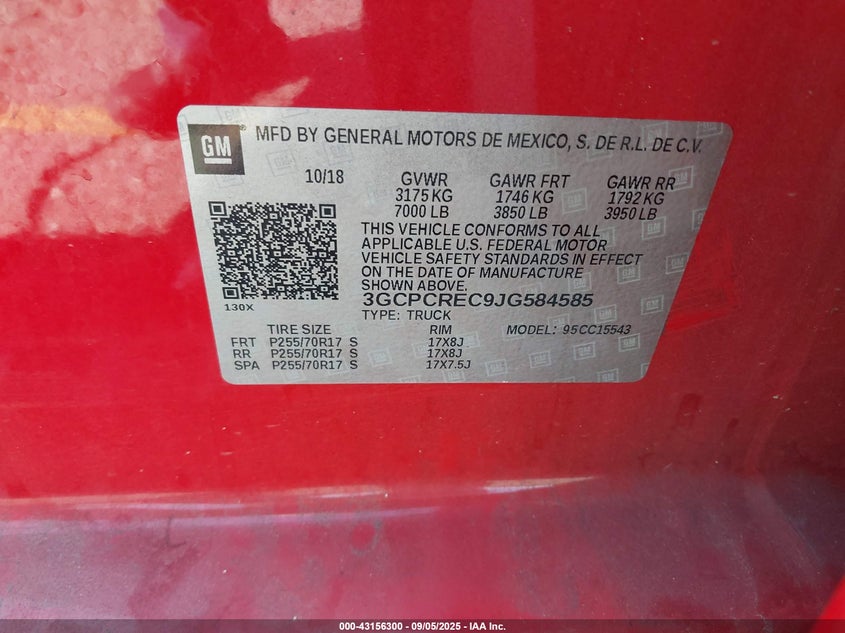 GM ® MFD BY GENERAL MOTORS DE MEXICO, S. DE R.L. DE C.V.
10/18 GVWR GAWR FRT GAWR RR
3175 KG 1746 KG 1792 KG
7000 LB 3850 LB 3950 LB
THIS VEHICLE CONFORMS TO ALL
APPLICABLE U.S. FEDERAL MOTOR
VEHICLE SAFETY STANDARDS IN EFFECT
ON THE DATE OF MANUFACTURE
SHOWN ABOVE.
3GCPCREC9JG584585
130X
TYPE: TRUCK MODEL: 95CC15543
TIRE SIZE RIM
FRT P255/70R17 S 17X8J
RR P255/70R17 S 17X8J
SPA P255/70R17 S 17X7.5J
000-43156300 - 09/05/2025 - IAA Inc.